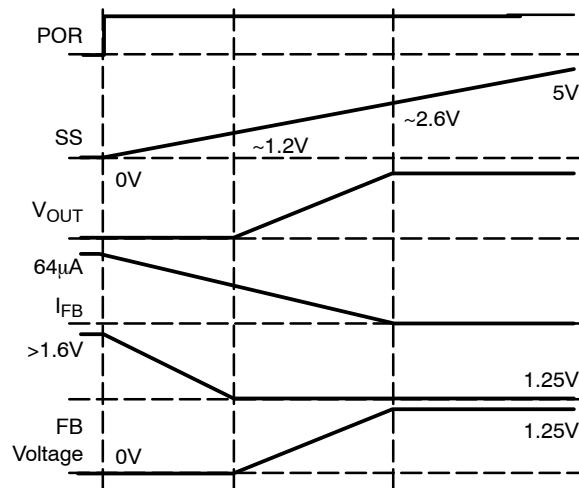 POR
5V
SS
~2.6V
~1.2V
0V
VOUT
64μA
IFB
>1.6V
1.25V
FB
Voltage
0V
1.25V